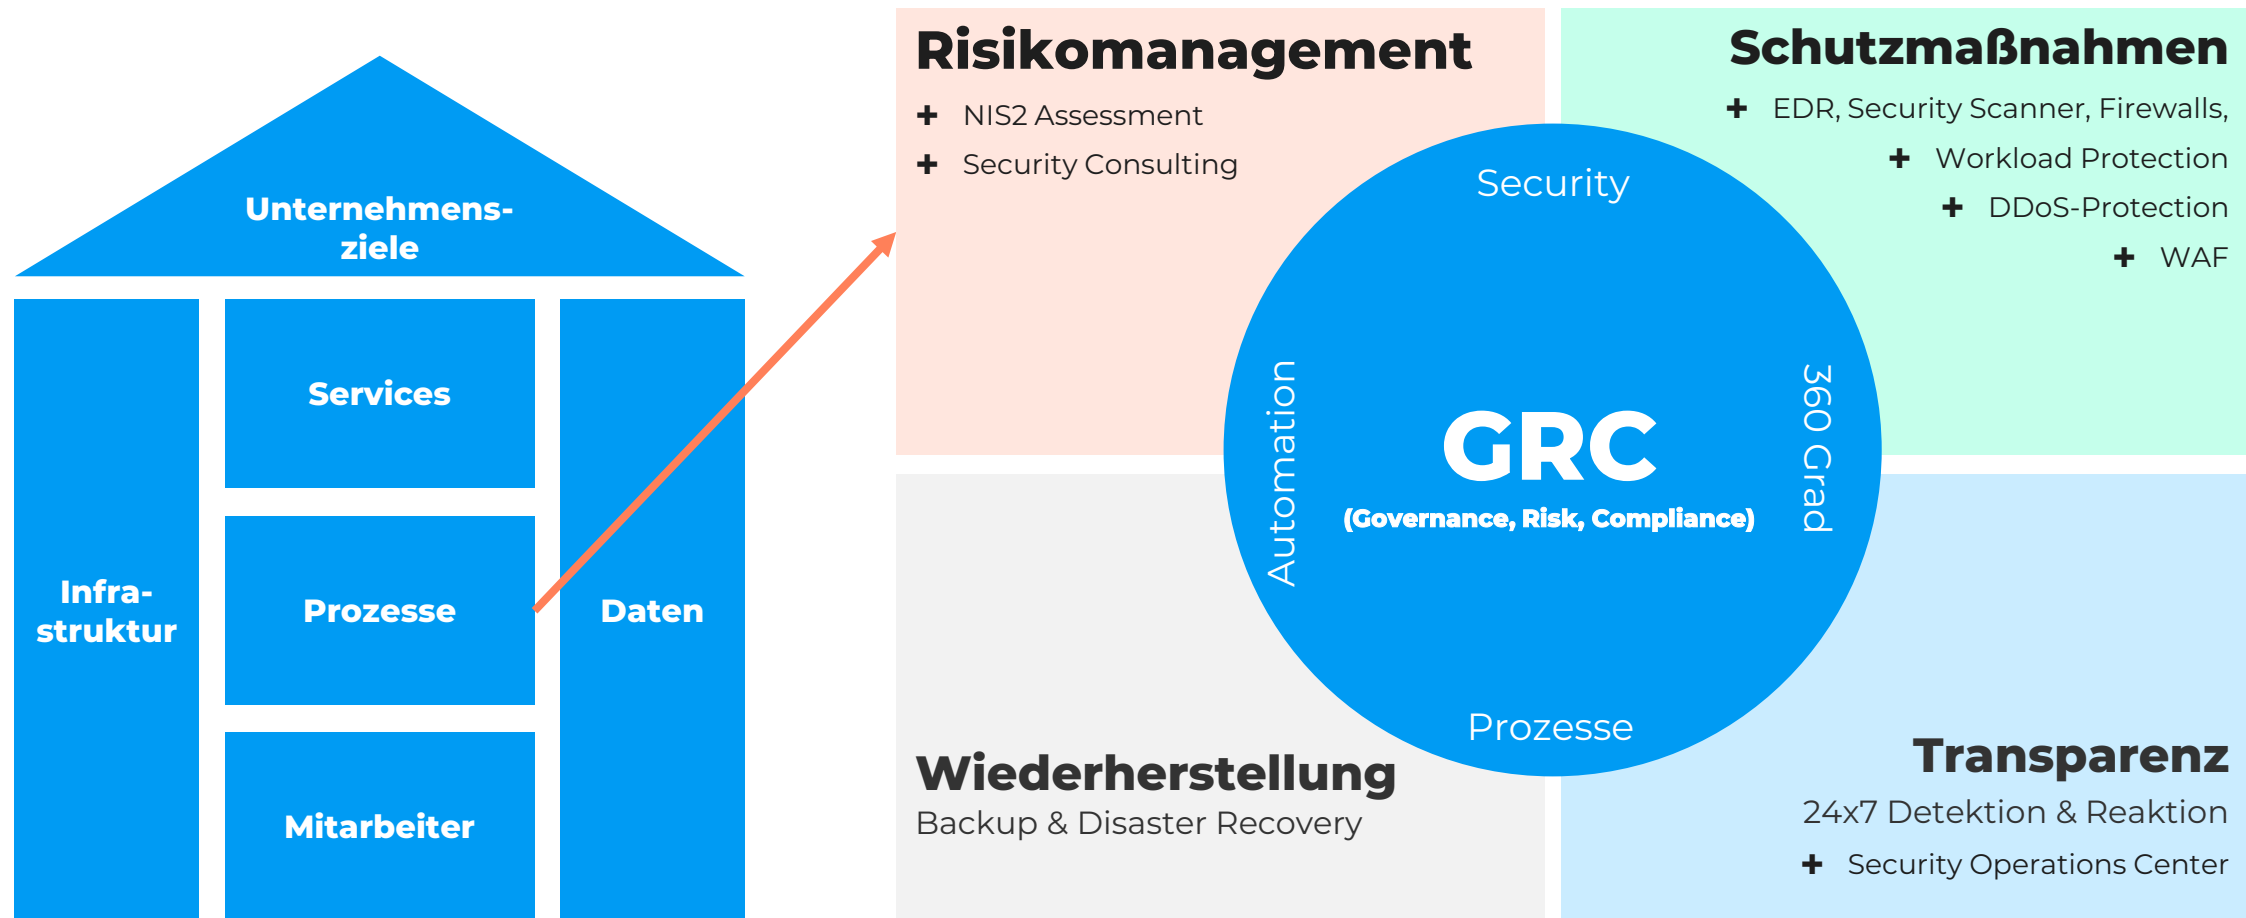 Unternehmens-
ziele
Infra-
struktur
Services
Prozesse
Mitarbeiter
Daten
Risikomanagement
+ NIS2 Assessment
+ Security Consulting
Schutzmaßnahmen
+ EDR, Security Scanner, Firewalls,
+ Workload Protection
+ DDoS-Protection
+ WAF
Security
Automation
GRC
(Governance, Risk, Compliance)
360 Grad
Prozesse
Wiederherstellung
Backup & Disaster Recovery
Transparenz
24x7 Detektion & Reaktion
+ Security Operations Center